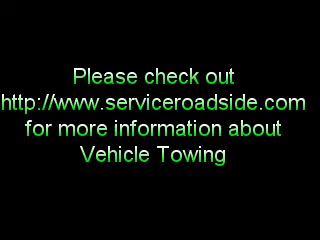 Please check out
http://www.serviceroadside.com
for more information about
Vehicle Towing